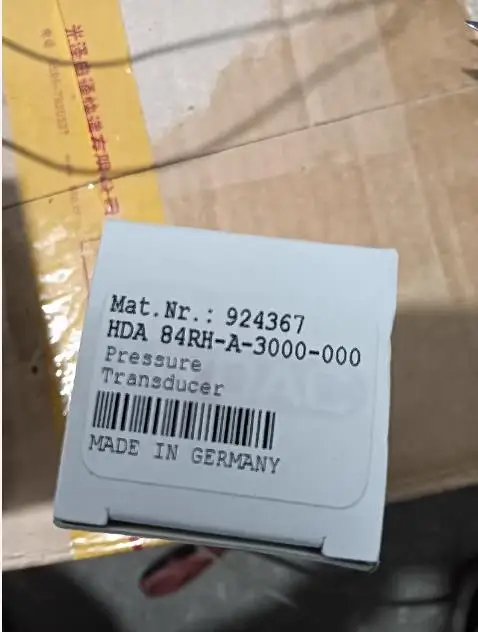 Mat.Nr.: 924367
HDA 84RH-A-3000-000
Pressure
Transducer
MADE IN GERMANY